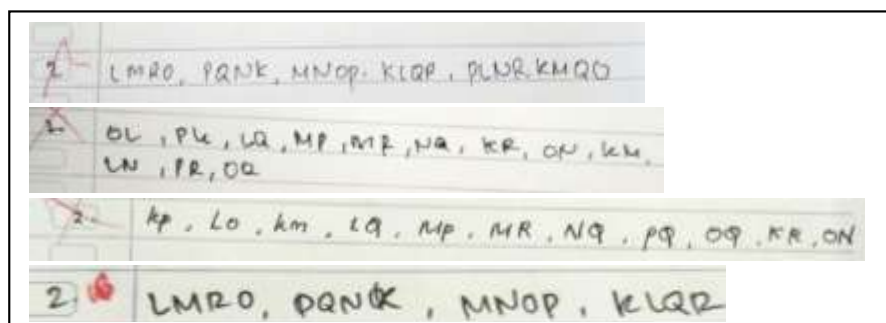 2 LMRO, PQNK, MNOP. KLQP, PLNR, KMQO
2 OL, PK, LQ, MP, MR, NQ, KR, ON, KM,
LN, PR, OQ
2. KP, LO, km, LQ, MP, MR, NQ, PQ, OQ, KR, ON
2. LMRO, PQNK, MNOP, KLQR